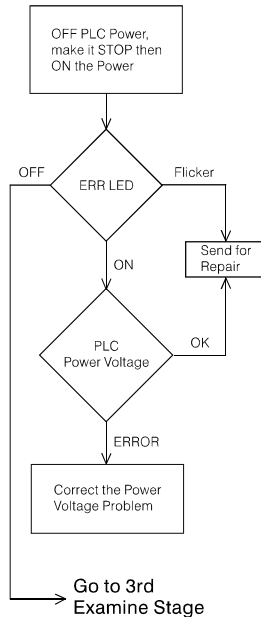 OFF PLC Power,
make it STOP then
ON the Power
OFF
ERR LED
Flicker
Send for
Repair
ON
PLC
Power Voltage
OK
ERROR
Correct the Power
Voltage Problem
Go to 3rd
Examine Stage